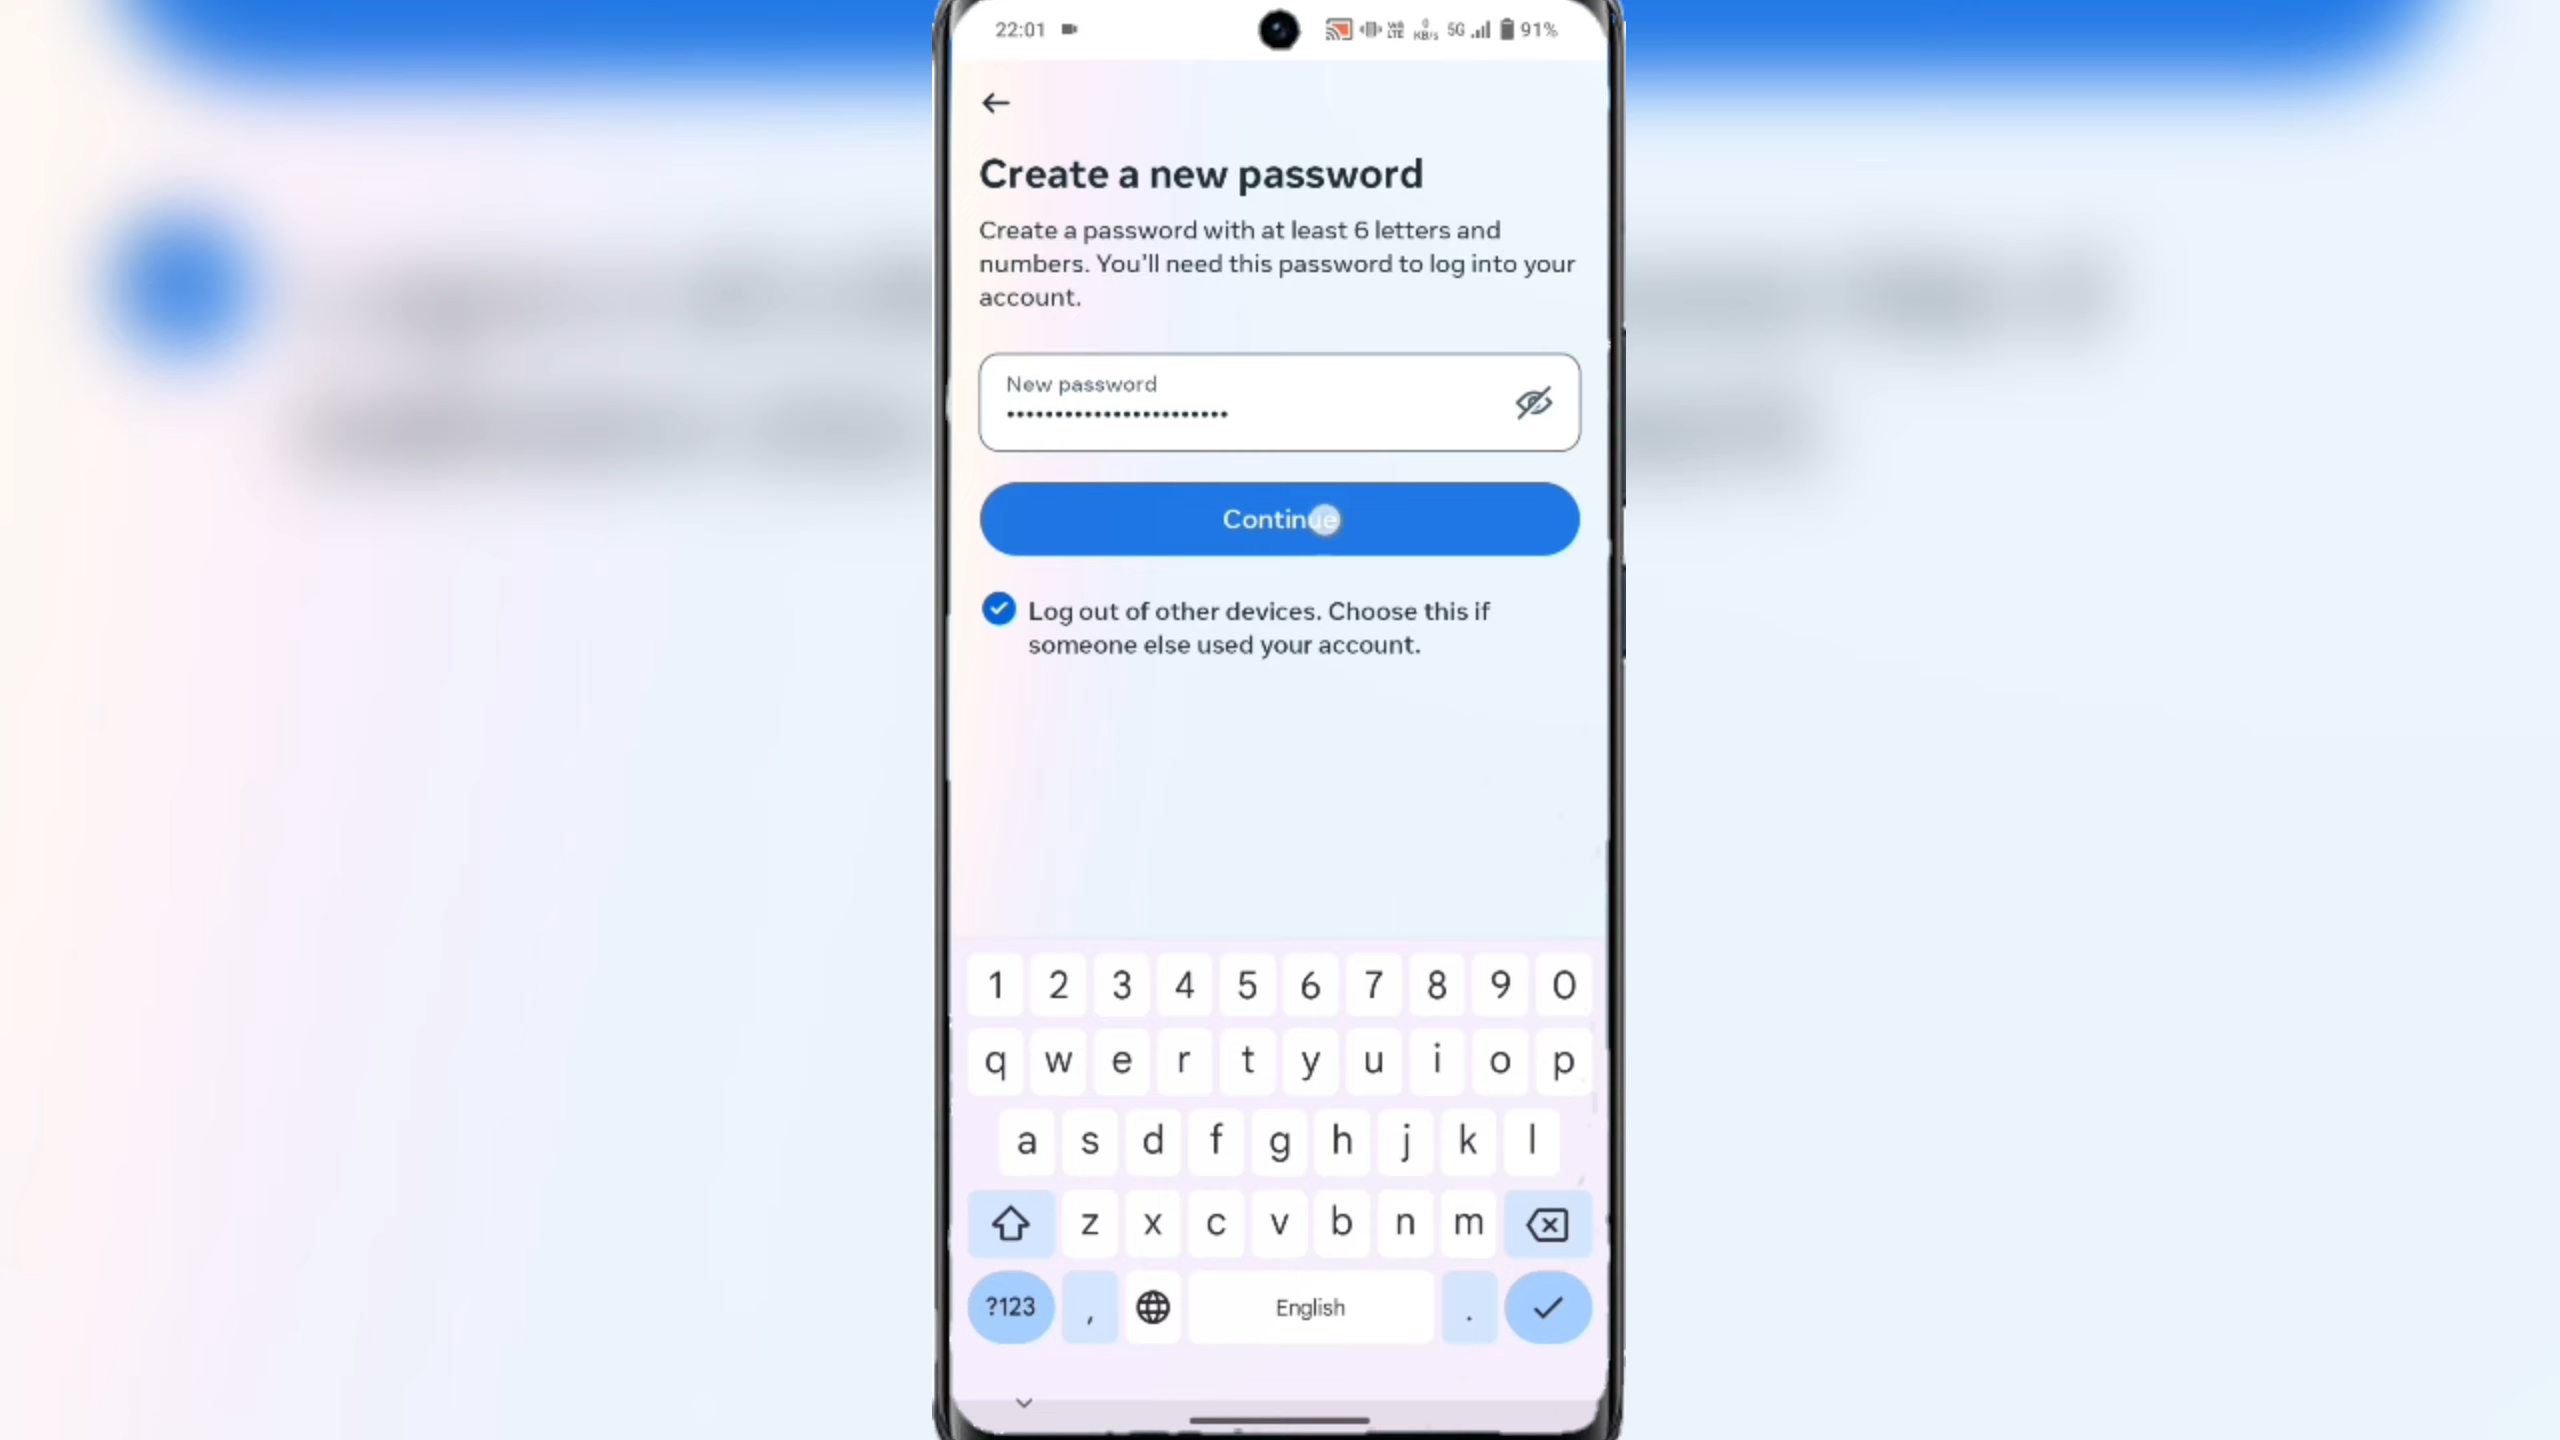 22:01
5G 91%
Create a new password
Create a password with at least 6 letters and
numbers. You'll need this password to log into your
account.
New password
•••••••••••••••••••••••
Continue
Log out of other devices. Choose this if
someone else used your account.
1 2 3 4 5 6 7 8 9 0
q w e r t y u i o p
a s d f g h j k l
z x c v b n m
?123 , English .